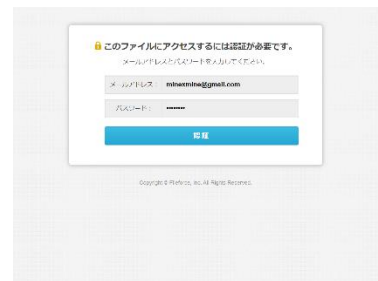 このファイルにアクセスするには認証が必要です。
メールアドレスとパスワードを入力してください。
メールアドレス： minexmine@gmail.com
パスワード： ••••••••
認証
Copyright © Fileforce, Inc. All Rights Reserved.